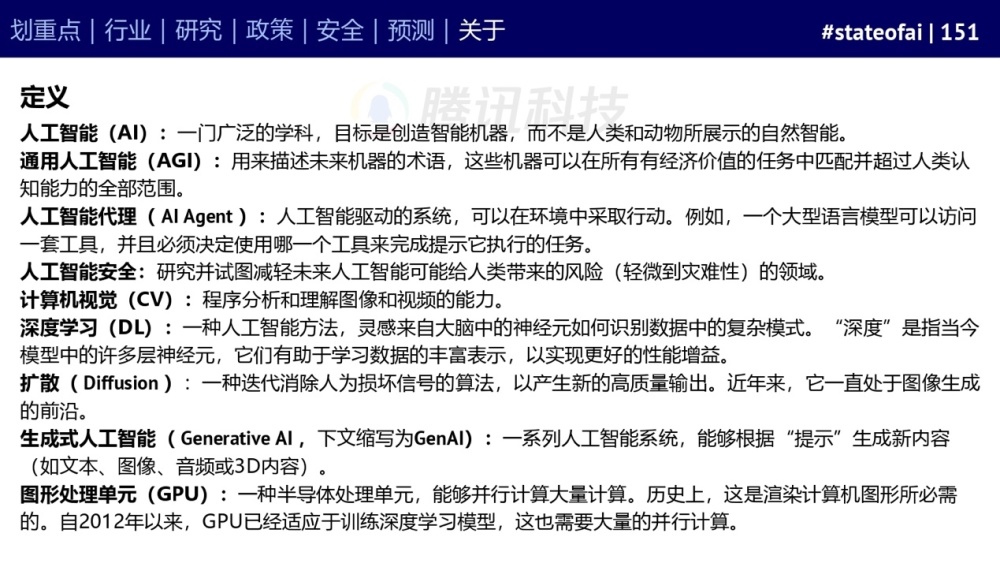 划重点 | 行业 | 研究 | 政策 | 安全 | 预测 | 关于
#stateofai | 151
腾讯科技
定义
人工智能（AI）：一门广泛的学科，目标是创造智能机器，而不是人类和动物所展示的自然智能。
通用人工智能（AGI）：用来描述未来机器的术语，这些机器可以在所有有经济价值的任务中匹配并超过人类认
知能力的全部范围。
人工智能代理（ AI Agent ）：人工智能驱动的系统，可以在环境中采取行动。例如，一个大型语言模型可以访问
一套工具，并且必须决定使用哪一个工具来完成提示它执行的任务。
人工智能安全：研究并试图减轻未来人工智能可能给人类带来的风险（轻微到灾难性）的领域。
计算机视觉（CV）：程序分析和理解图像和视频的能力。
深度学习（DL）：一种人工智能方法，灵感来自大脑中的神经元如何识别数据中的复杂模式。“深度”是指当今
模型中的许多层神经元，它们有助于学习数据的丰富表示，以实现更好的性能增益。
扩散（ Diffusion ）：一种迭代消除人为损坏信号的算法，以产生新的高质量输出。近年来，它一直处于图像生成
的前沿。
生成式人工智能（ Generative AI ，下文缩写为GenAI）：一系列人工智能系统，能够根据“提示”生成新内容
（如文本、图像、音频或3D内容）。
图形处理单元（GPU）：一种半导体处理单元，能够并行计算大量计算。历史上，这是渲染计算机图形所必需
的。自2012年以来，GPU已经适应于训练深度学习模型，这也需要大量的并行计算。